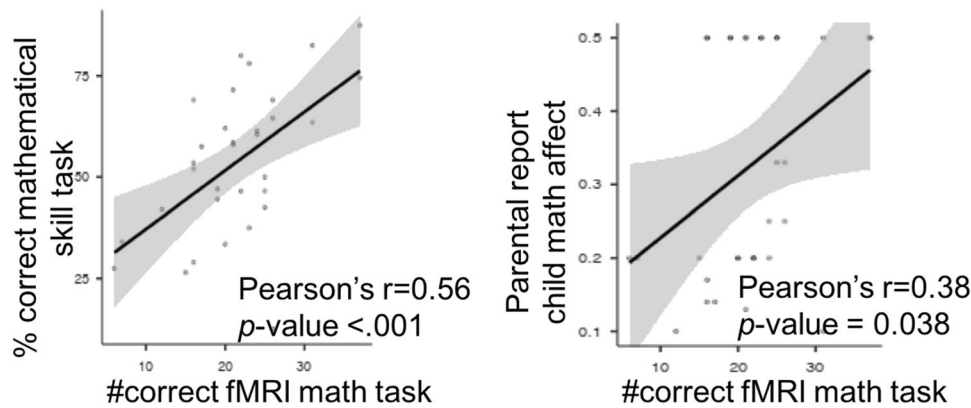 % correct mathematical
skill task
75
50
25
Pearson's r=0.56
p-value <.001
10 20 30
#correct fMRI math task
Parental report
child math affect
0.5
0.4
0.3
0.2
0.1
Pearson's r=0.38
p-value = 0.038
10 20 30
#correct fMRI math task